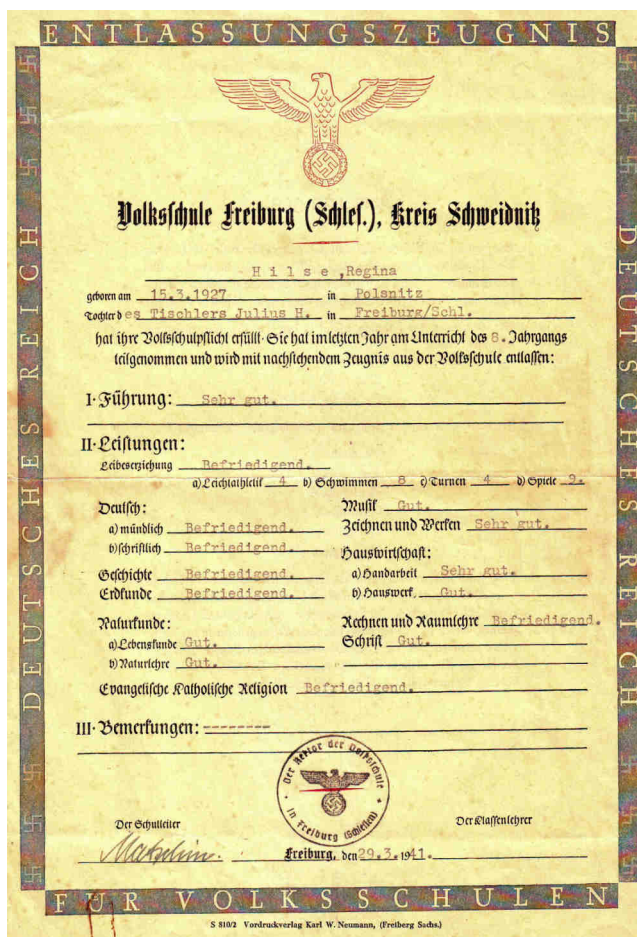 ENTLASSUNGSZEUGNIS
DEUTSCHES REICH
DEUTSCHES REICH
Volksschule Freiburg (Schles.), Kreis Schweidnitz
Hilse, Regina
geboren am 15.3.1927 in Polsnitz
Tochter des Tischlers Julius H. in Freiburg/Schl.
hat ihre Volksschulpflicht erfüllt. Sie hat im letzten Jahr am Unterricht des 8. Jahrgangs
teilgenommen und wird mit nachstehendem Zeugnis aus der Volksschule entlassen:
I. Führung: Sehr gut.
II. Leistungen:
Leibeserziehung Befriedigend.
a) Leichtathletik 4 b) Schwimmen 8 c) Turnen 4 d) Spiele 9.
Deutsch:
a) mündlich Befriedigend.
b) schriftlich Befriedigend.
Geschichte Befriedigend.
Erdkunde Befriedigend.
Naturkunde:
a) Lebenskunde Gut.
b) Naturlehre Gut.
Musik Gut.
Zeichnen und Werken Sehr gut.
Hauswirtschaft:
a) Handarbeit Sehr gut.
b) Hauswerk Gut.
Rechnen und Raumlehre Befriedigend.
Schrift Gut.
Evangelische Katholische Religion Befriedigend.
III. Bemerkungen: --------
Der Rektor der Volksschule
in Freiburg (Schlesien)
Der Schulleiter
Der Klassenlehrer
Freiburg, den 29.3.1941.
FÜR VOLKSSCHULEN
S 810/2 Vordruckverlag Karl W. Neumann, (Freiberg Sachs.)